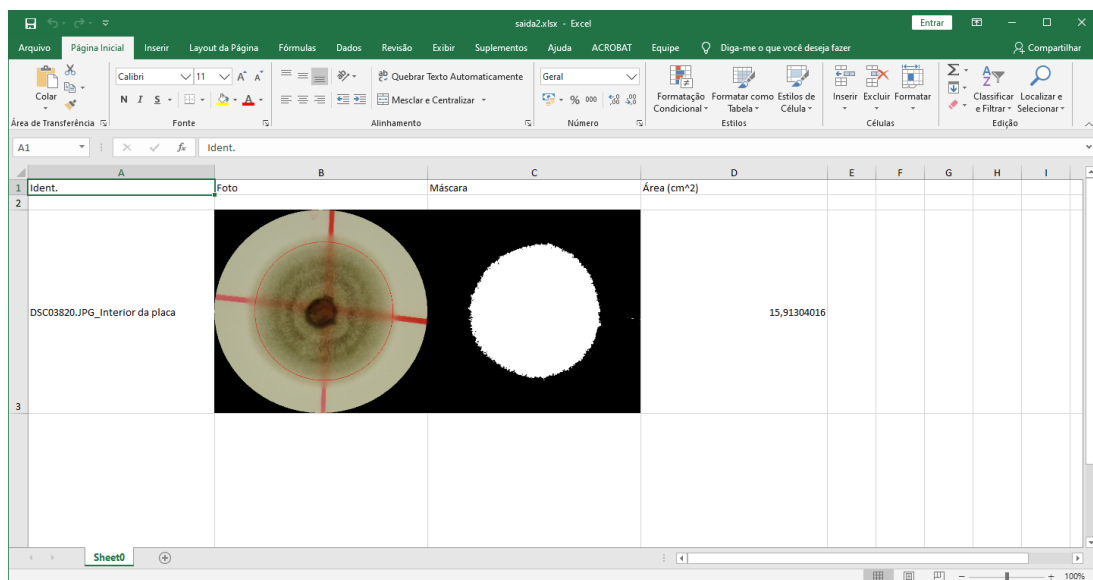 saida2.xlsx - Excel
Entrar
Arquivo Página Inicial Inserir Layout da Página Fórmulas Dados Revisão Exibir Suplementos Ajuda ACROBAT Equipe Diga-me o que você deseja fazer Compartilhar
Colar
Calibri 11 A A
Quebrar Texto Automaticamente
Geral
N I S A
Mesclar e Centralizar
% 000
Formatação Condicional
Formatar como Tabela
Estilos de Célula
Inserir Excluir Formatar
Classificar e Filtrar
Localizar e Selecionar
Área de Transferência Fonte Alinhamento Número Estilos Células Edição
A1 fx Ident.
A B C D E F G H I
1 Ident. Foto Máscara Área (cm^2)
2
3 DSC03820.JPG_Interior da placa 15,91304016
Sheet0
100%